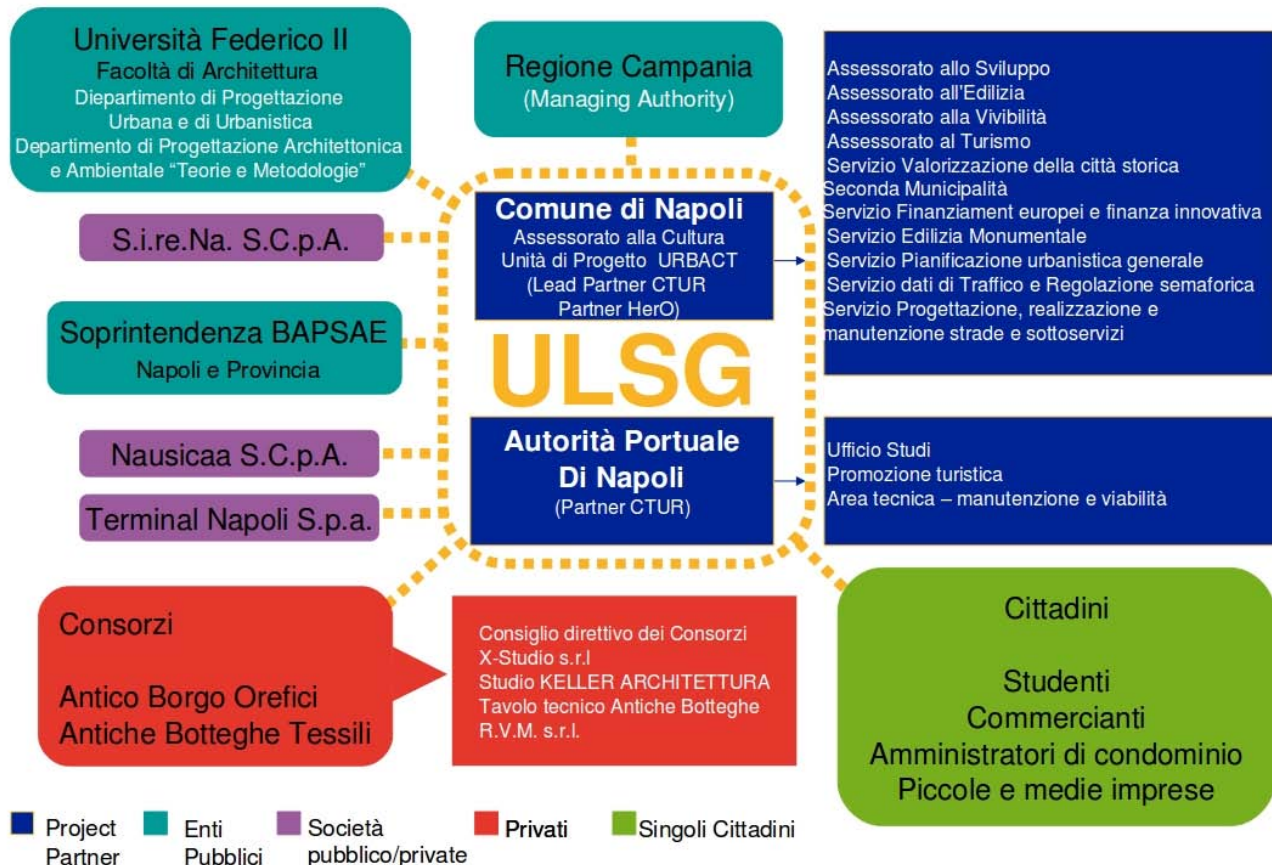 Università Federico II
Facoltà di Architettura
Diepartimento di Progettazione
Urbana e di Urbanistica
Departimento di Progettazione Architettonica
e Ambientale “Teorie e Metodologie”
Regione Campania
(Managing Authority)
Assessorato allo Sviluppo
Assessorato all'Edilizia
Assessorato alla Vivibilità
Assessorato al Turismo
Servizio Valorizzazione della città storica
Seconda Municipalità
Servizio Finanziament europei e finanza innovativa
Servizio Edilizia Monumentale
Servizio Pianificazione urbanistica generale
Servizio dati di Traffico e Regolazione semaforica
Servizio Progettazione, realizzazione e
manutenzione strade e sottoservizi
S.i.re.Na. S.C.p.A.
Comune di Napoli
Assessorato alla Cultura
Unità di Progetto URBACT
(Lead Partner CTUR
Partner HerO)
Soprintendenza BAPSAE
Napoli e Provincia
ULSG
Nausicaa S.C.p.A.
Terminal Napoli S.p.a.
Autorità Portuale
Di Napoli
(Partner CTUR)
Ufficio Studi
Promozione turistica
Area tecnica – manutenzione e viabilità
Consorzi
Antico Borgo Orefici
Antiche Botteghe Tessili
Consiglio direttivo dei Consorzi
X-Studio s.r.l
Studio KELLER ARCHITETTURA
Tavolo tecnico Antiche Botteghe
R.V.M. s.r.l.
Cittadini
Studenti
Commercianti
Amministratori di condominio
Piccole e medie imprese
Project
Partner
Enti
Pubblici
Società
pubblico/private
Privati
Singoli Cittadini